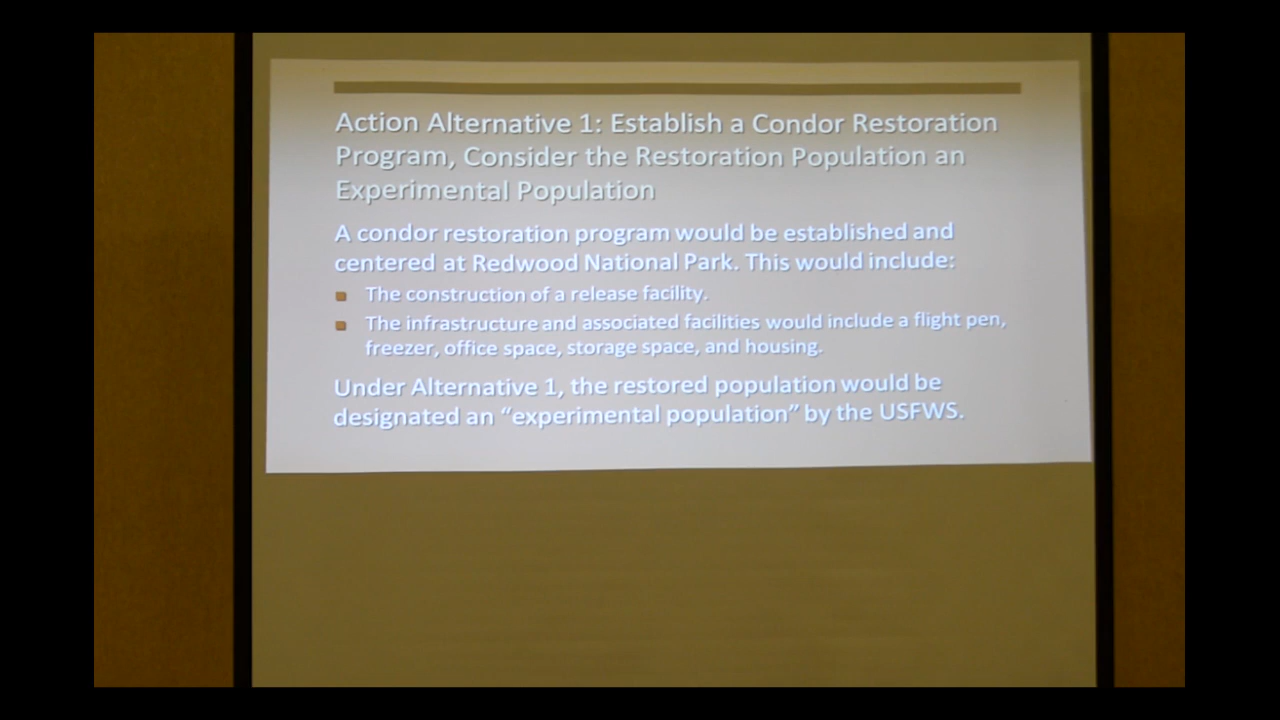 Action Alternative 1: Establish a Condor Restoration
Program, Consider the Restoration Population an
Experimental Population
A condor restoration program would be established and
centered at Redwood National Park. This would include:
The construction of a release facility.
The infrastructure and associated facilities would include a flight pen,
freezer, office space, storage space, and housing.
Under Alternative 1, the restored population would be
designated an “experimental population” by the USFWS.